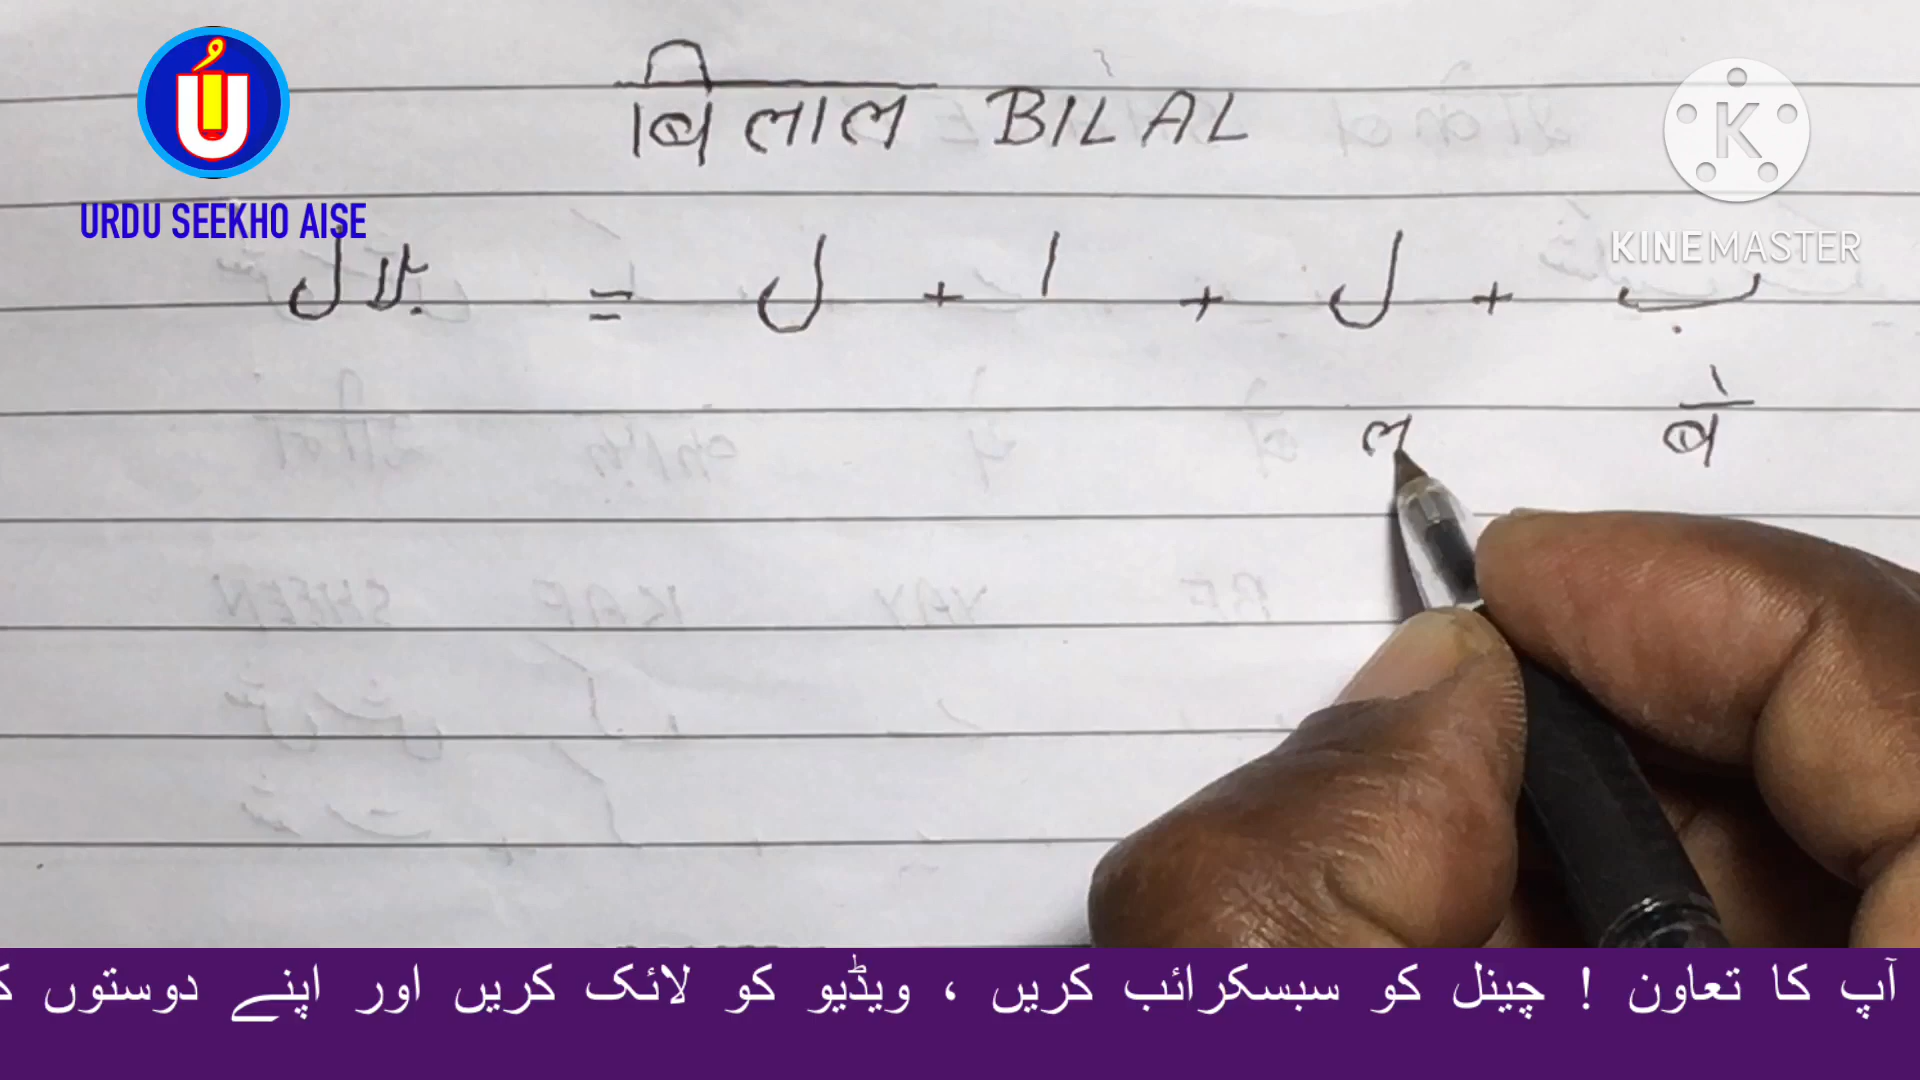 बिलाल BILAL
URDU SEEKHO AISE
KINEMASTER
ب + ل + ا + ل = بلال
बे ल
آپ کا تعاون ! چینل کو سبسکرائب کریں ، ویڈیو کو لائک کریں اور اپنے دوستوں